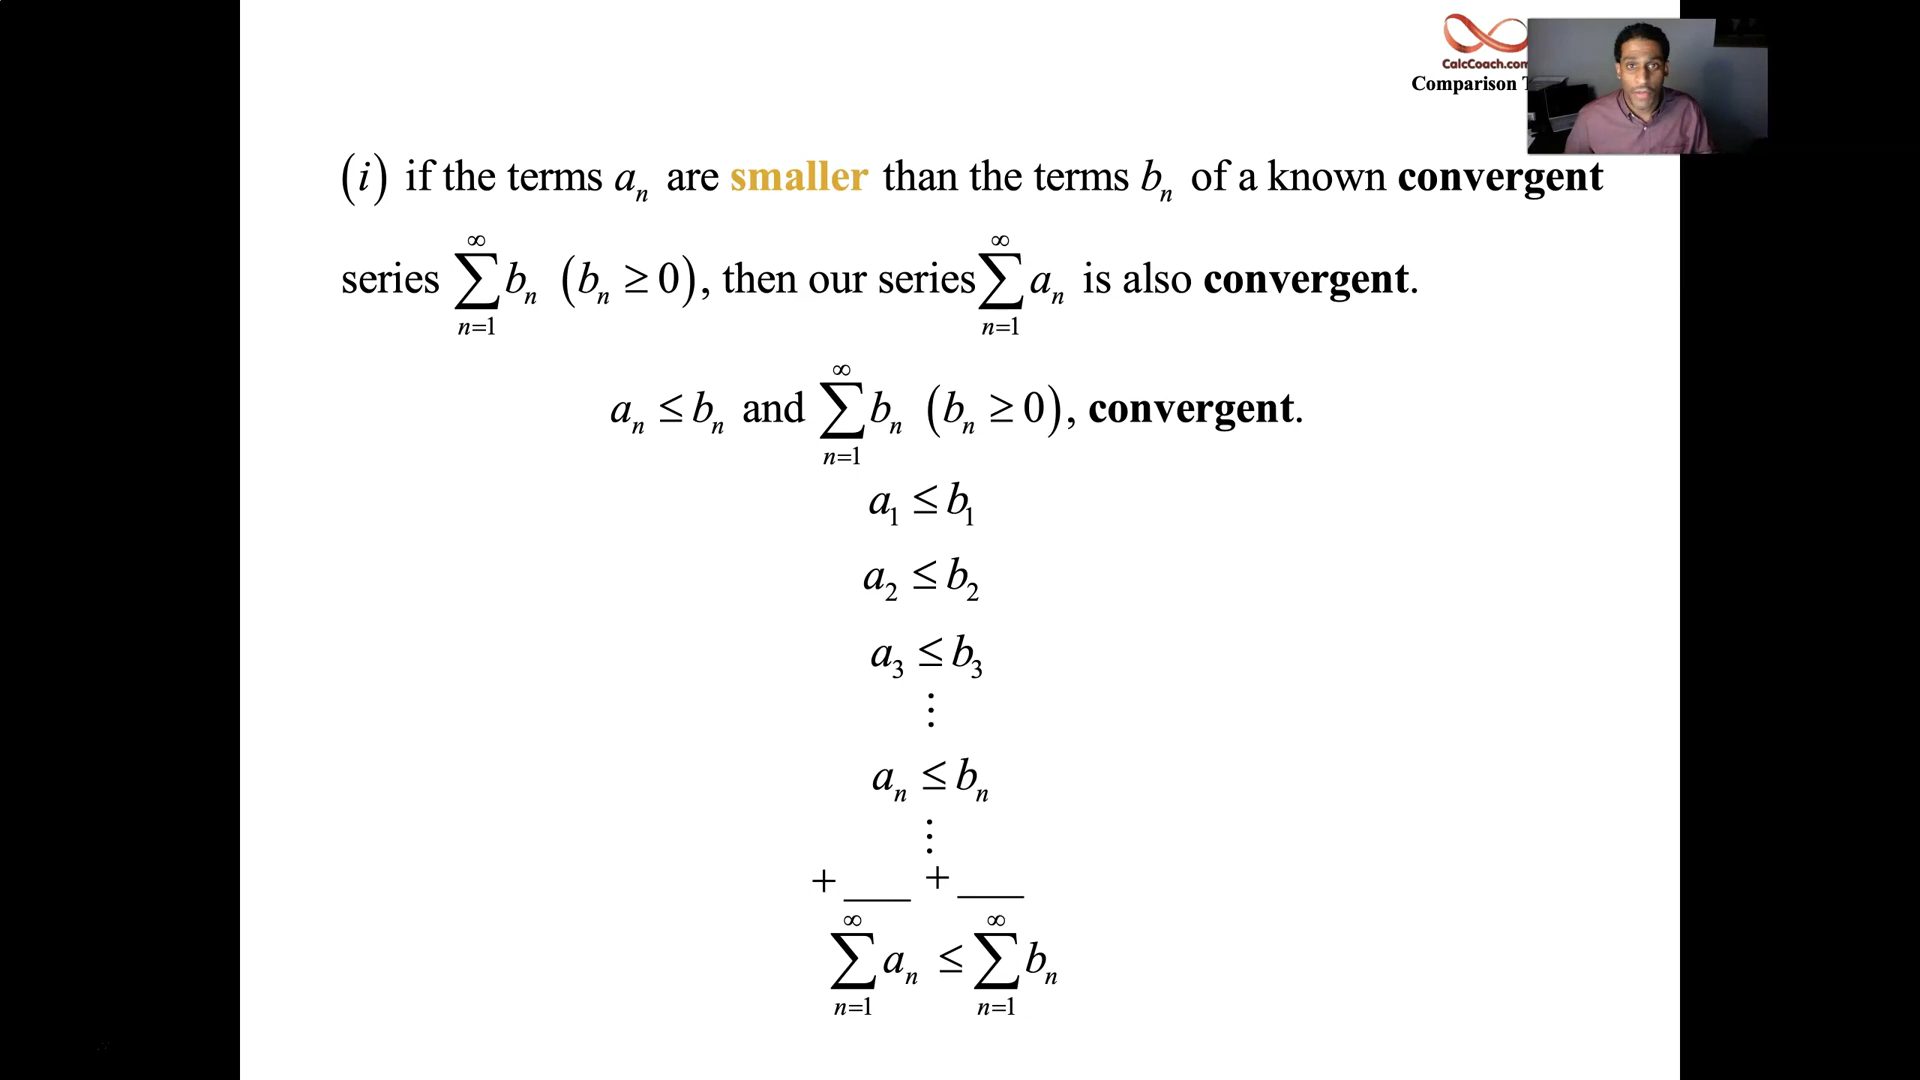 CalcCoach.com
Comparison
(i) if the terms aₙ are smaller than the terms bₙ of a known convergent
series ∑_{n=1}^{∞} bₙ (bₙ ≥ 0), then our series ∑_{n=1}^{∞} aₙ is also convergent.
aₙ ≤ bₙ and ∑_{n=1}^{∞} bₙ (bₙ ≥ 0), convergent.
a₁ ≤ b₁
a₂ ≤ b₂
a₃ ≤ b₃
⋮
aₙ ≤ bₙ
⋮
+ ___ + ___
∑_{n=1}^{∞} aₙ ≤ ∑_{n=1}^{∞} bₙ